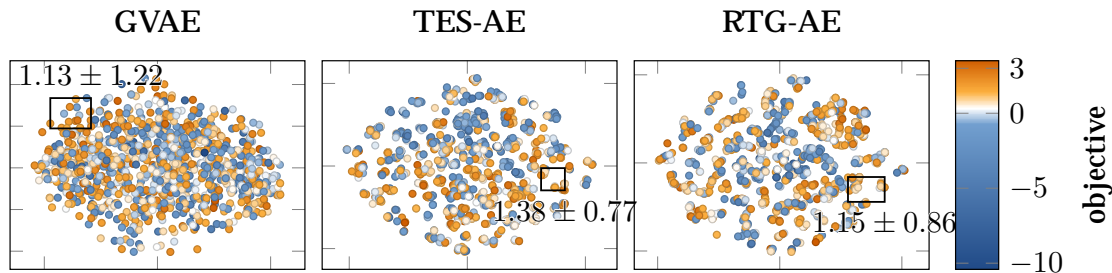 GVAE
TES-AE
RTG-AE
1.13 ± 1.22
1.38 ± 0.77
1.15 ± 0.86
3
0
−5
−10
objective